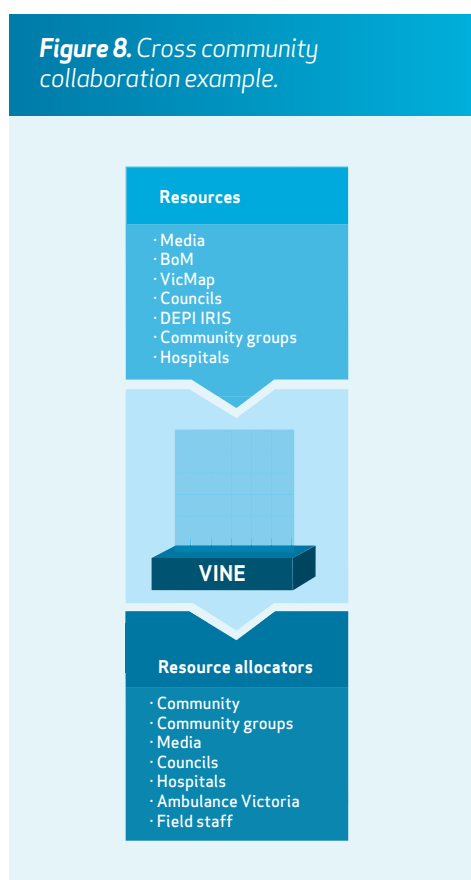 Figure 8. Cross community
collaboration example.
Resources
· Media
· BoM
· VicMap
· Councils
· DEPI IRIS
· Community groups
· Hospitals
VINE
Resource allocators
· Community
· Community groups
· Media
· Councils
· Hospitals
· Ambulance Victoria
· Field staff